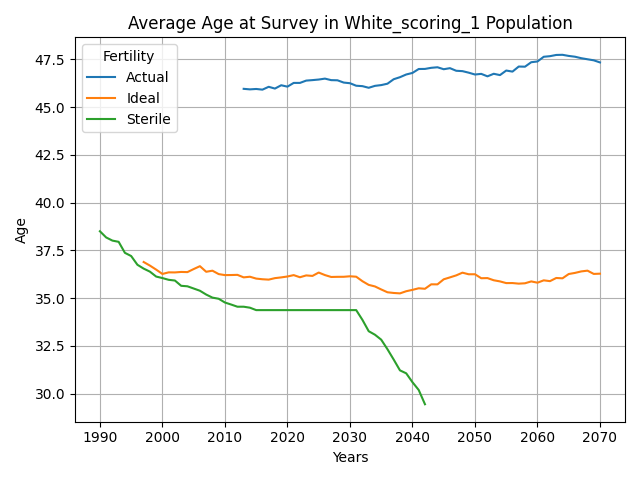 Average Age at Survey in White_scoring_1 Population
Fertility
Actual
Ideal
Sterile
Age
47.5
45.0
42.5
40.0
37.5
35.0
32.5
30.0
1990 2000 2010 2020 2030 2040 2050 2060 2070
Years